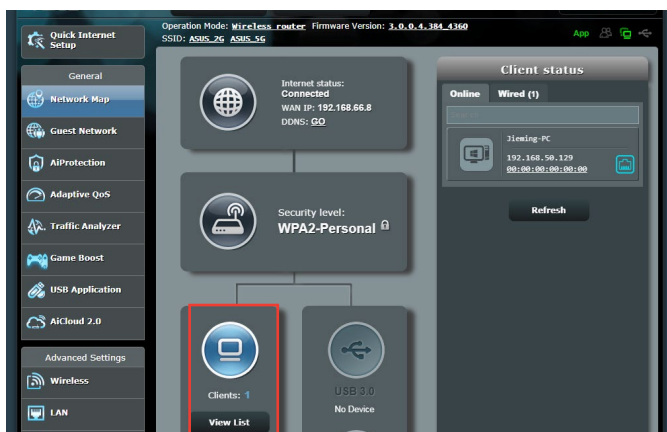 Operation Mode: Wireless router Firmware Version: 3.0.0.4.384_4360
SSID: ASUS_2G ASUS_5G
App
Quick Internet
Setup
General
Network Map
Guest Network
AiProtection
Adaptive QoS
Traffic Analyzer
Game Boost
USB Application
AiCloud 2.0
Advanced Settings
Wireless
LAN
Internet status:
Connected
WAN IP: 192.168.66.8
DDNS: GO
Security level:
WPA2-Personal
Clients: 1
View List
USB 3.0
No Device
Client status
Online Wired (1)
Jieming-PC
192.168.50.129
00:00:00:00:00:00
Refresh